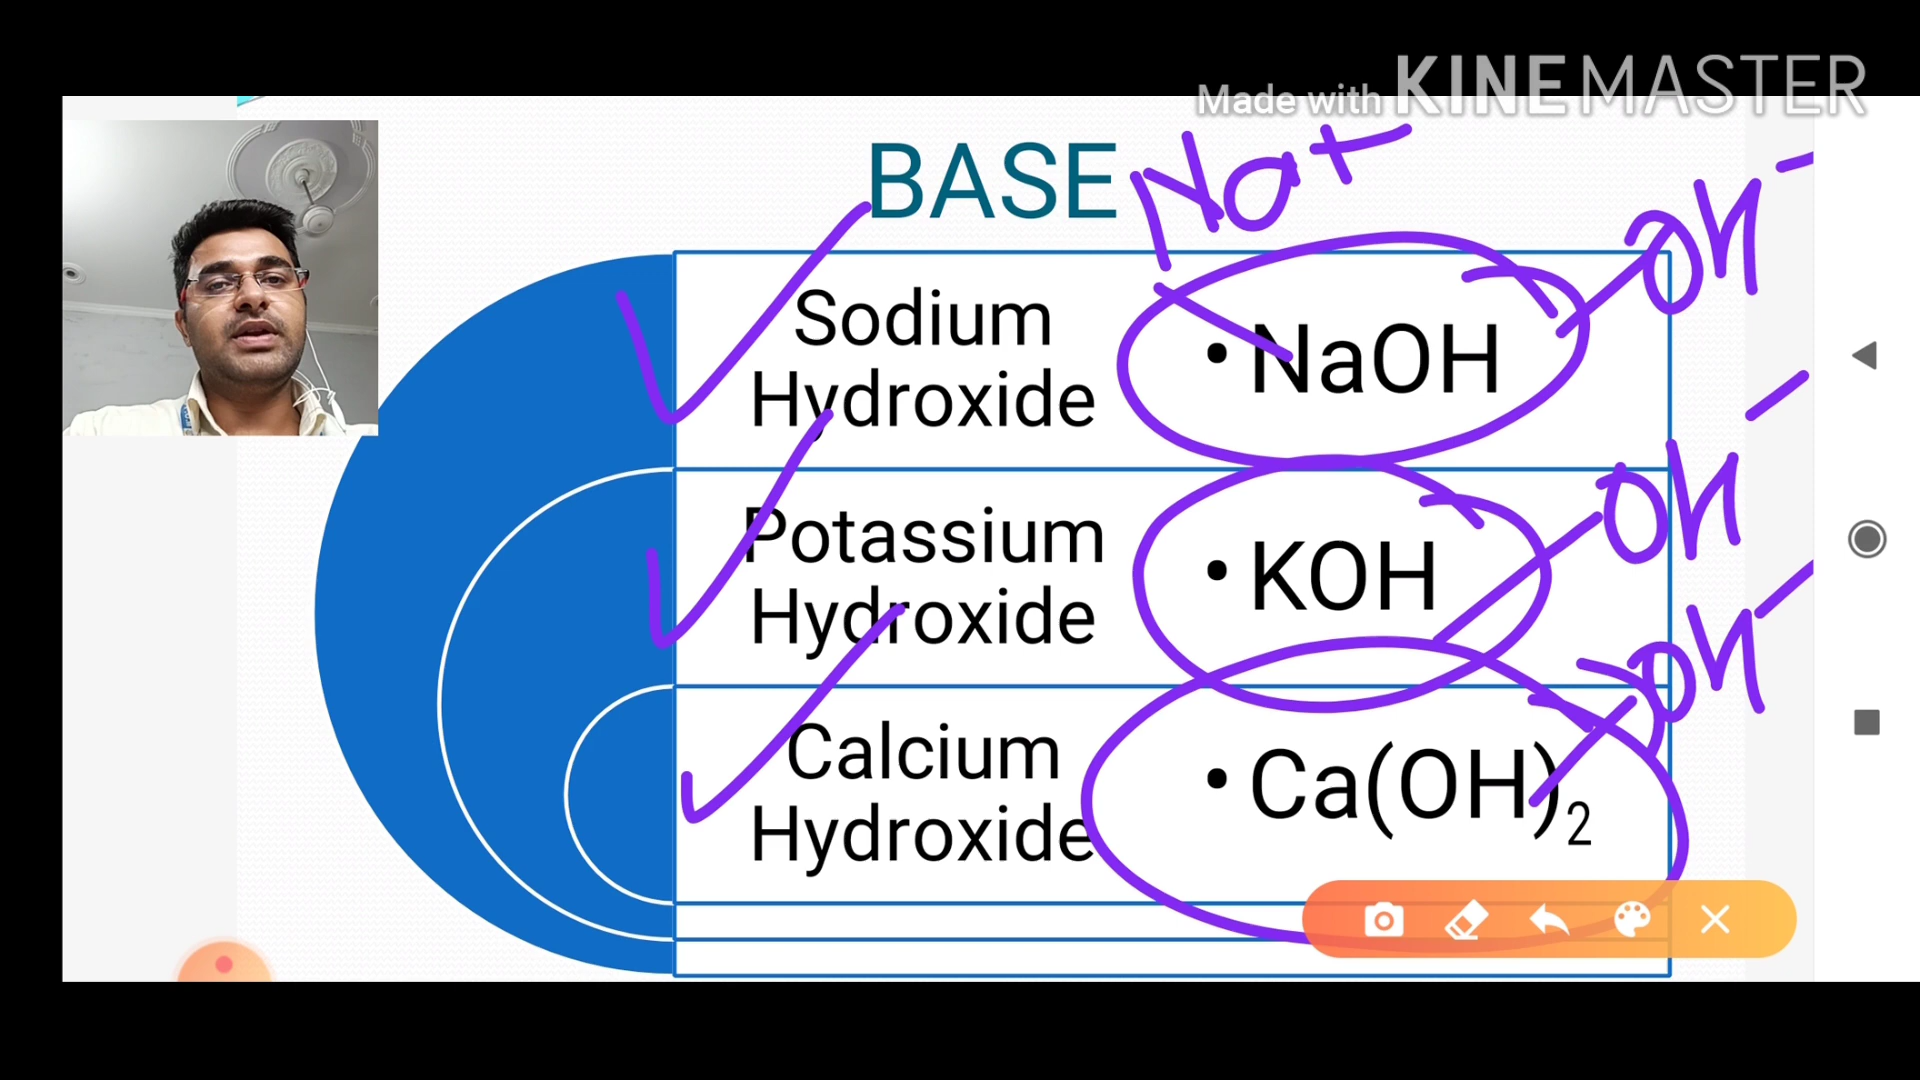 Made with KINEMASTER
BASE
Na+
OH-
Sodium
Hydroxide
• NaOH
OH-
Potassium
Hydroxide
• KOH
OH-
Calcium
Hydroxide
• Ca(OH)₂